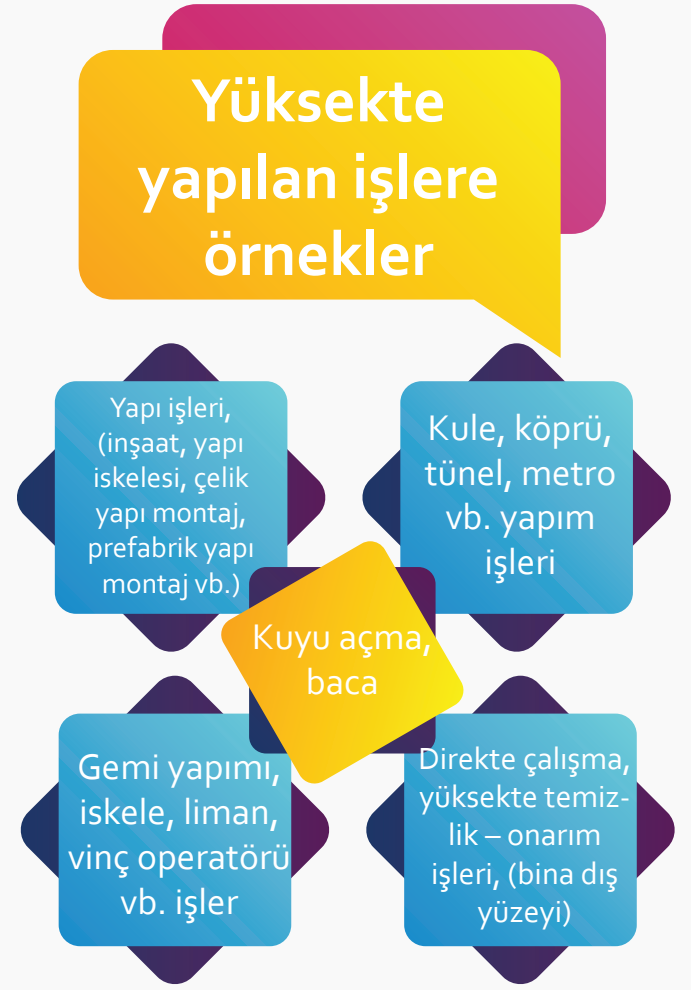 Yüksekte
yapılan işlere
örnekler
Yapı işleri,
(inşaat, yapı
iskelesi, çelik
yapı montaj,
prefabrik yapı
montaj vb.)
Kule, köprü,
tünel, metro
vb. yapım
işleri
Kuyu açma,
baca
Gemi yapımı,
iskele, liman,
vinç operatörü
vb. işler
Direkte çalışma,
yüksekte temiz-
lik – onarım
işleri, (bina dış
yüzeyi)